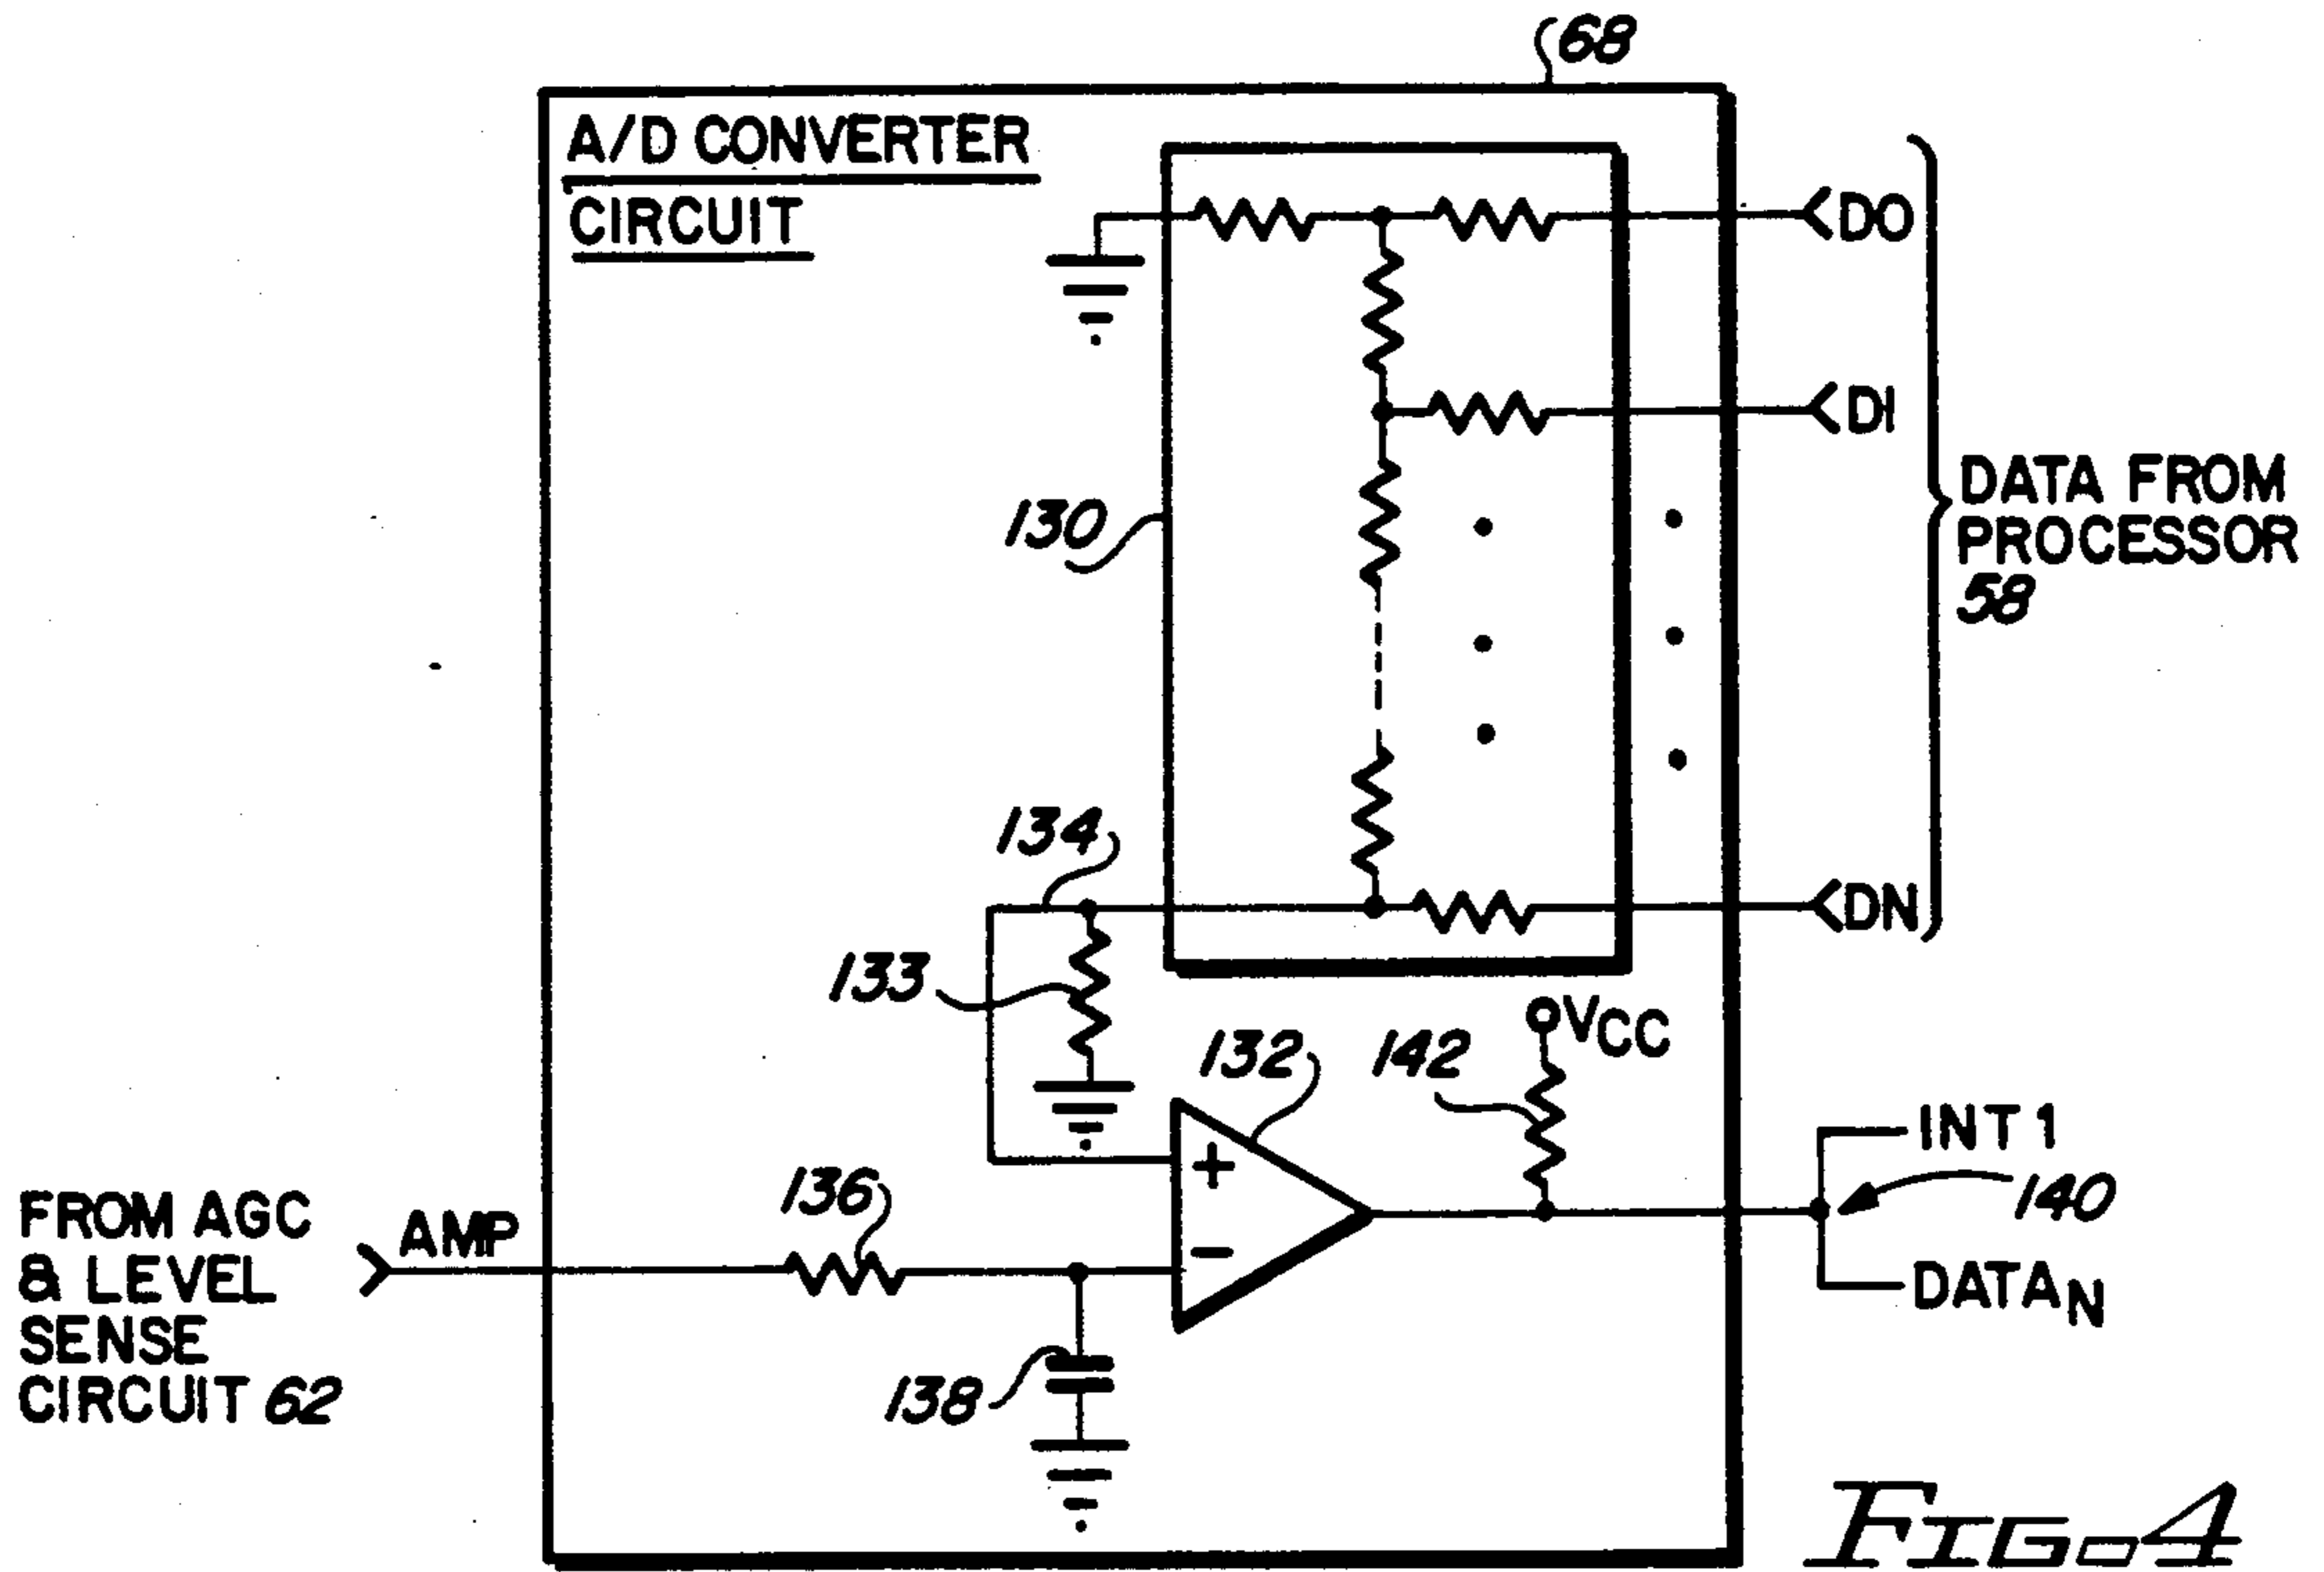 68
A/D CONVERTER
CIRCUIT
DO
DI
130
DATA FROM
PROCESSOR
58
134
DN
133
VCC
132
142
+
INT 1
136
140
FROM AGC
& LEVEL
SENSE
CIRCUIT 62
AMP
−
DATAN
138
FIG. 4